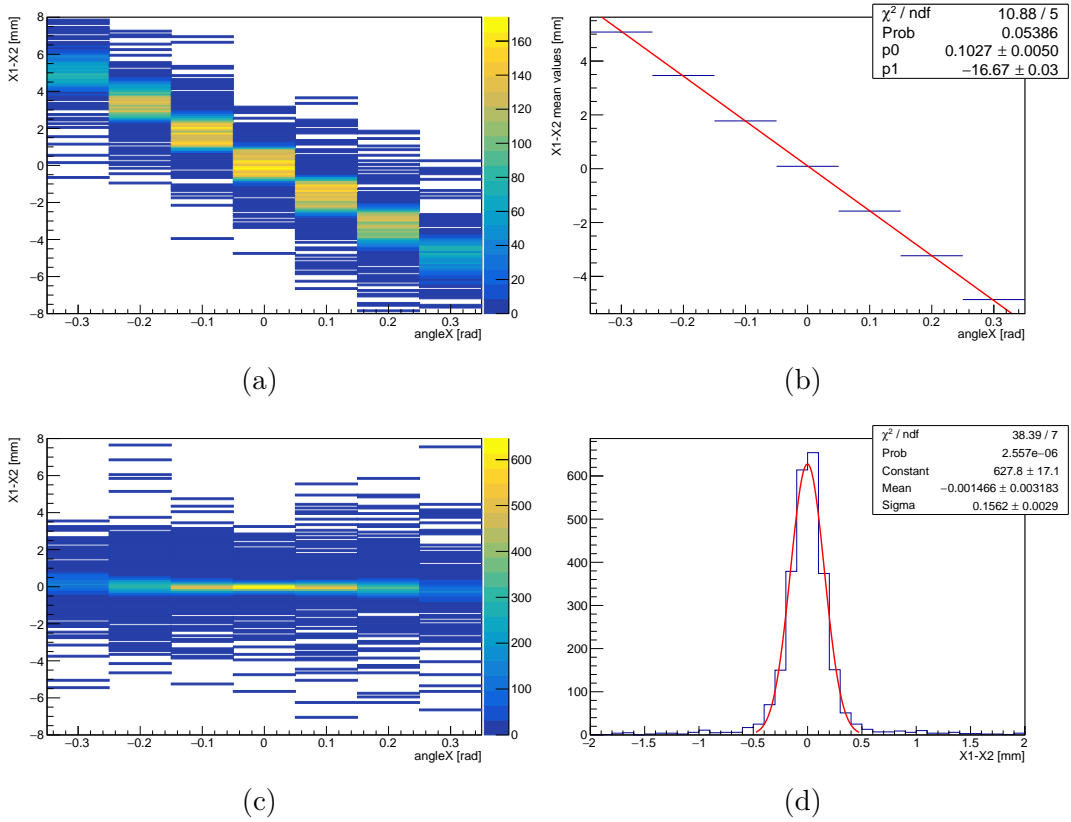 X1-X2 [mm]
8
6
4
2
0
−2
−4
−6
−8
−0.3 −0.2 −0.1 0 0.1 0.2 0.3
angleX [rad]
160
140
120
100
80
60
40
20
0
(a)
X1-X2 mean values [mm]
4
2
0
−2
−4
−0.3 −0.2 −0.1 0 0.1 0.2 0.3
angleX [rad]
χ² / ndf 10.88 / 5
Prob 0.05386
p0 0.1027 ± 0.0050
p1 −16.67 ± 0.03
(b)
X1-X2 [mm]
8
6
4
2
0
−2
−4
−6
−8
−0.3 −0.2 −0.1 0 0.1 0.2 0.3
angleX [rad]
600
500
400
300
200
100
0
(c)
600
500
400
300
200
100
0
−2 −1.5 −1 −0.5 0 0.5 1 1.5 2
X1-X2 [mm]
χ² / ndf 38.39 / 7
Prob 2.557e−06
Constant 627.8 ± 17.1
Mean −0.001466 ± 0.003183
Sigma 0.1562 ± 0.0029
(d)